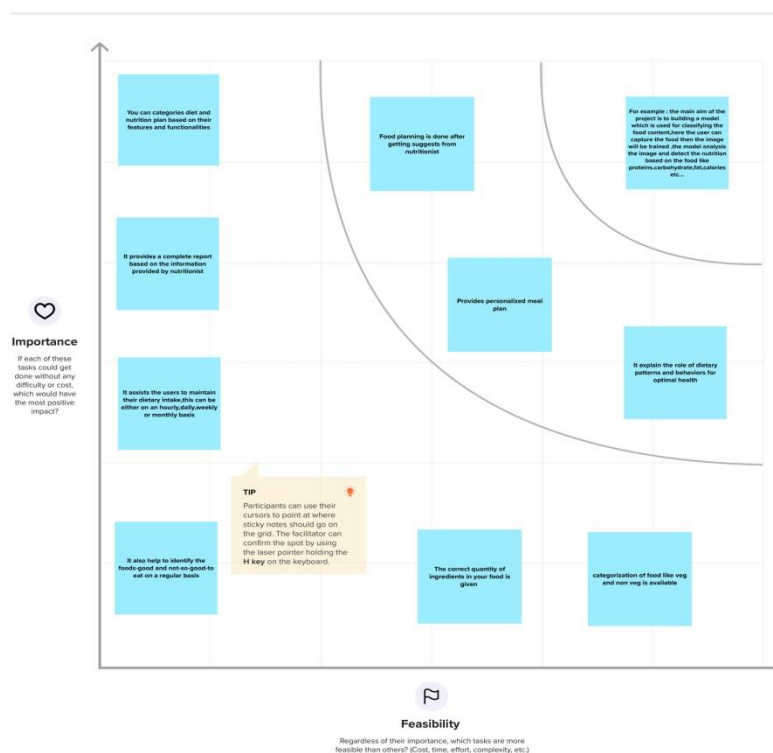 You can categories diet and
nutrition plan based on their
features and functionalities
Food planning is done after
getting suggests from
nutritionist
For example : the main aim of the
project is to building a model
which is used for classifying the
food content,here the user can
capture the food then the image
will be trained ,the model analysis
the image and detect the nutrition
based on the food like
proteins,carbohydrate,fat,calories
etc...
It provides a complete report
based on the information
provided by nutritionist
Provides personalized meal
plan
Importance
If each of these
tasks could get
done without any
difficulty or cost,
which would have
the most positive
impact?
It explain the role of dietary
patterns and behaviors for
optimal health
It assists the users to maintain
their dietary intake,this can be
either on an hourly,daily,weekly
or monthly basis
TIP
Participants can use their
cursors to point at where
sticky notes should go on
the grid. The facilitator can
confirm the spot by using
the laser pointer holding the
H key on the keyboard.
It also help to identify the
foods-good and not-so-good-to
eat on a regular basis
The correct quantity of
ingredients in your food is
given
categorization of food like veg
and non veg is available
Feasibility
Regardless of their importance, which tasks are more
feasible than others? (Cost, time, effort, complexity, etc.)